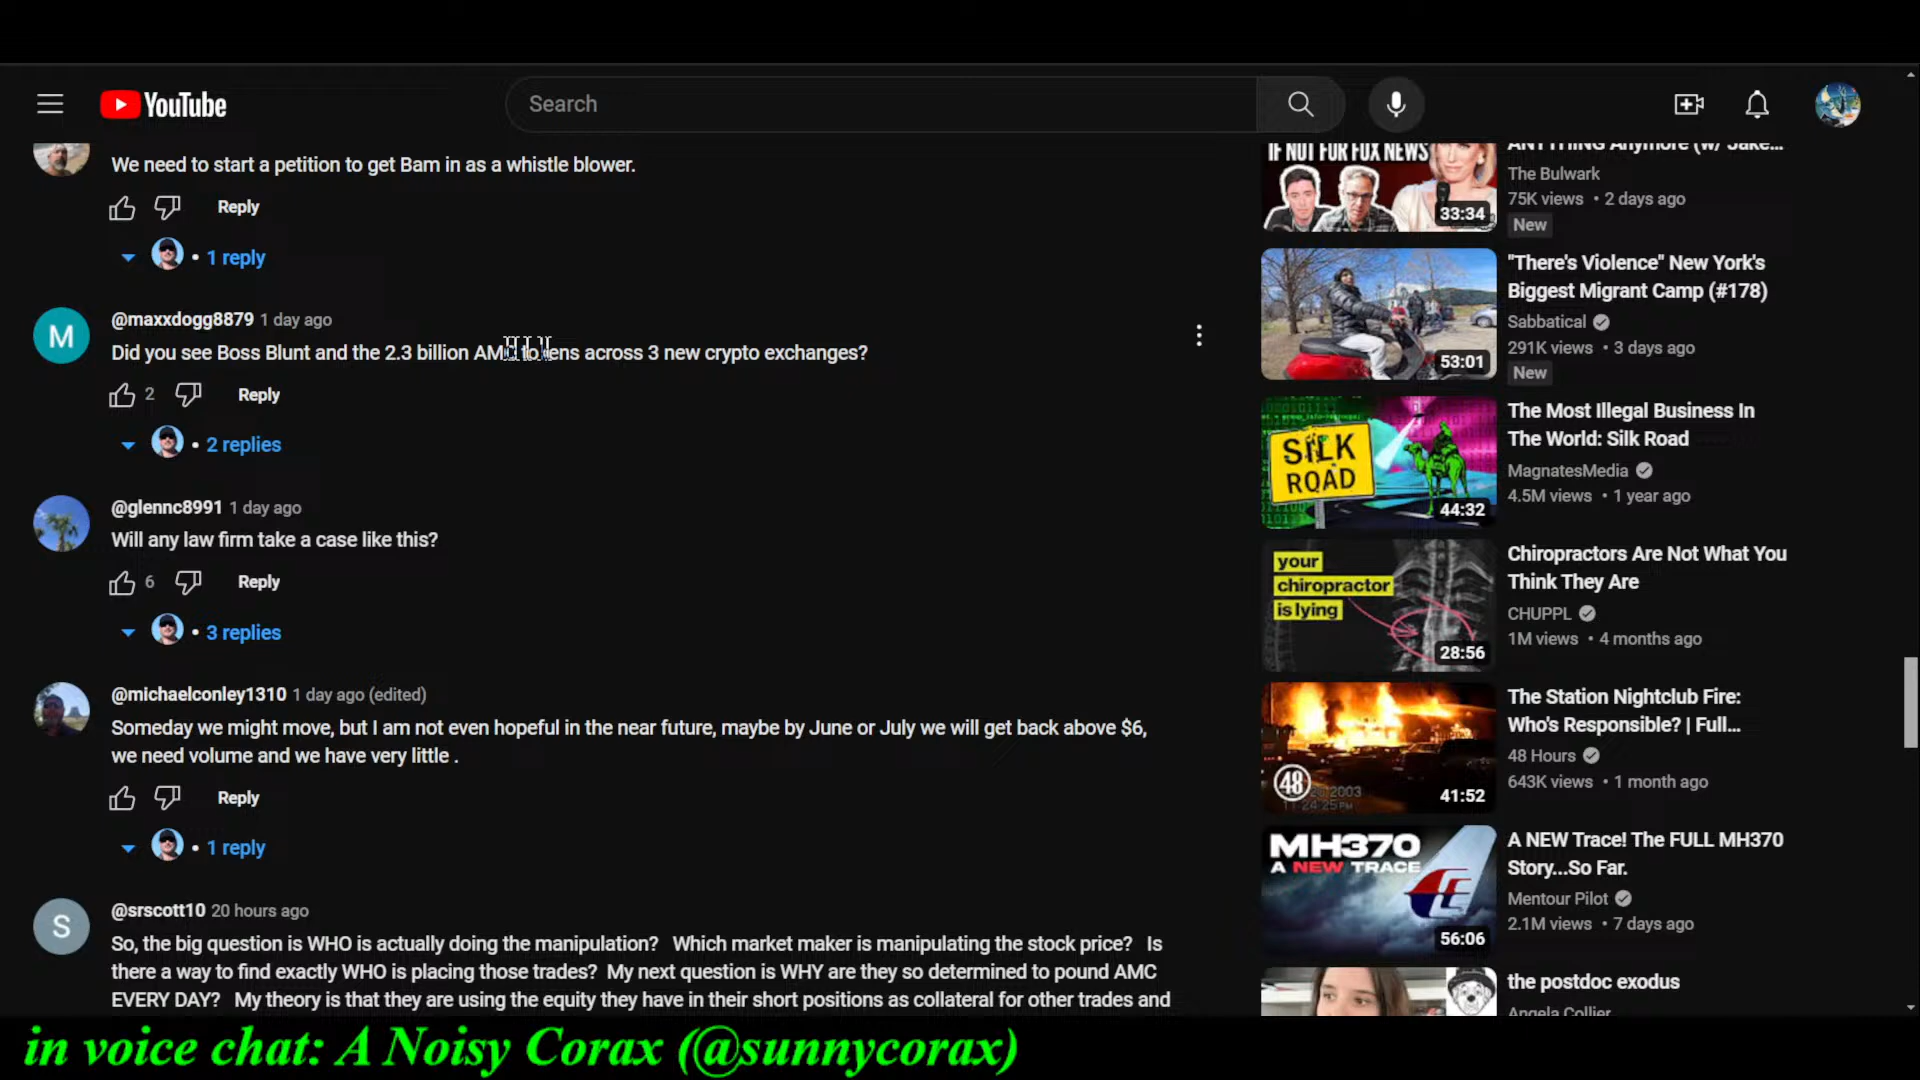 YouTube
Search
We need to start a petition to get Bam in as a whistle blower.
Reply
1 reply
@maxxdogg8879 1 day ago
Did you see Boss Blunt and the 2.3 billion AMC tokens across 3 new crypto exchanges?
2
Reply
2 replies
M
@glennc8991 1 day ago
Will any law firm take a case like this?
6
Reply
3 replies
@michaelconley1310 1 day ago (edited)
Someday we might move, but I am not even hopeful in the near future, maybe by June or July we will get back above $6,
we need volume and we have very little .
Reply
1 reply
S
@srscott10 20 hours ago
So, the big question is WHO is actually doing the manipulation? Which market maker is manipulating the stock price? Is
there a way to find exactly WHO is placing those trades? My next question is WHY are they so determined to pound AMC
EVERY DAY? My theory is that they are using the equity they have in their short positions as collateral for other trades and
IF NOT FOR FOX NEWS
33:34
ANYTHING Anymore (w/ Jake...
The Bulwark
75K views • 2 days ago
New
53:01
"There's Violence" New York's
Biggest Migrant Camp (#178)
Sabbatical
291K views • 3 days ago
New
SILK
ROAD
44:32
The Most Illegal Business In
The World: Silk Road
MagnatesMedia
4.5M views • 1 year ago
your
chiropractor
is lying
28:56
Chiropractors Are Not What You
Think They Are
CHUPPL
1M views • 4 months ago
48
41:52
The Station Nightclub Fire:
Who's Responsible? | Full...
48 Hours
643K views • 1 month ago
MH370
A NEW TRACE
56:06
A NEW Trace! The FULL MH370
Story...So Far.
Mentour Pilot
2.1M views • 7 days ago
the postdoc exodus
Angela Collier
in voice chat: A Noisy Corax (@sunnycorax)